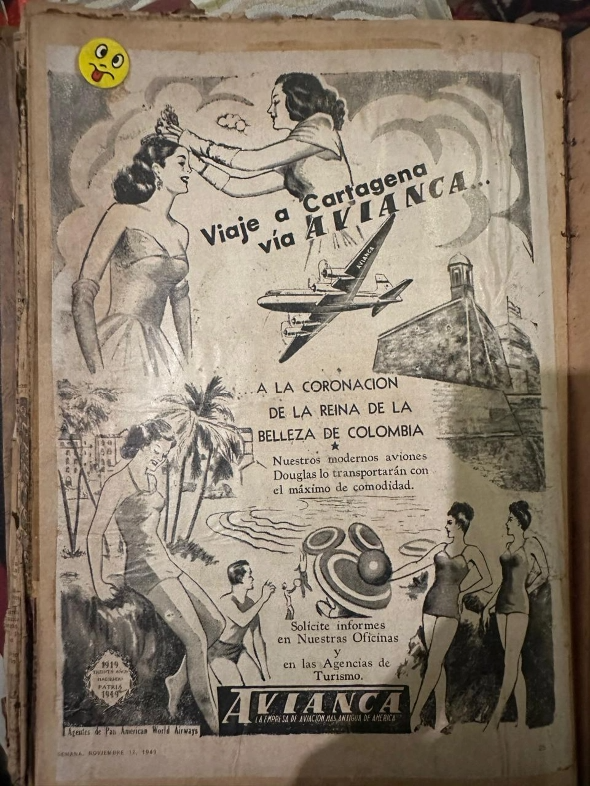 Viaje a Cartagena
vía AVIANCA...
AVIANCA
...A LA CORONACION
DE LA REINA DE LA
BELLEZA DE COLOMBIA
Nuestros modernos aviones
Douglas lo transportarán con
el máximo de comodidad.
Solicite informes
en Nuestras Oficinas
y
en las Agencias de
Turismo.
1919
HACIENDO
PATRIA
1949
AVIANCA
LA EMPRESA DE AVIACION MAS ANTIGUA DE AMERICA
Agentes de Pan American World Airways
SEMANA, NOVIEMBRE